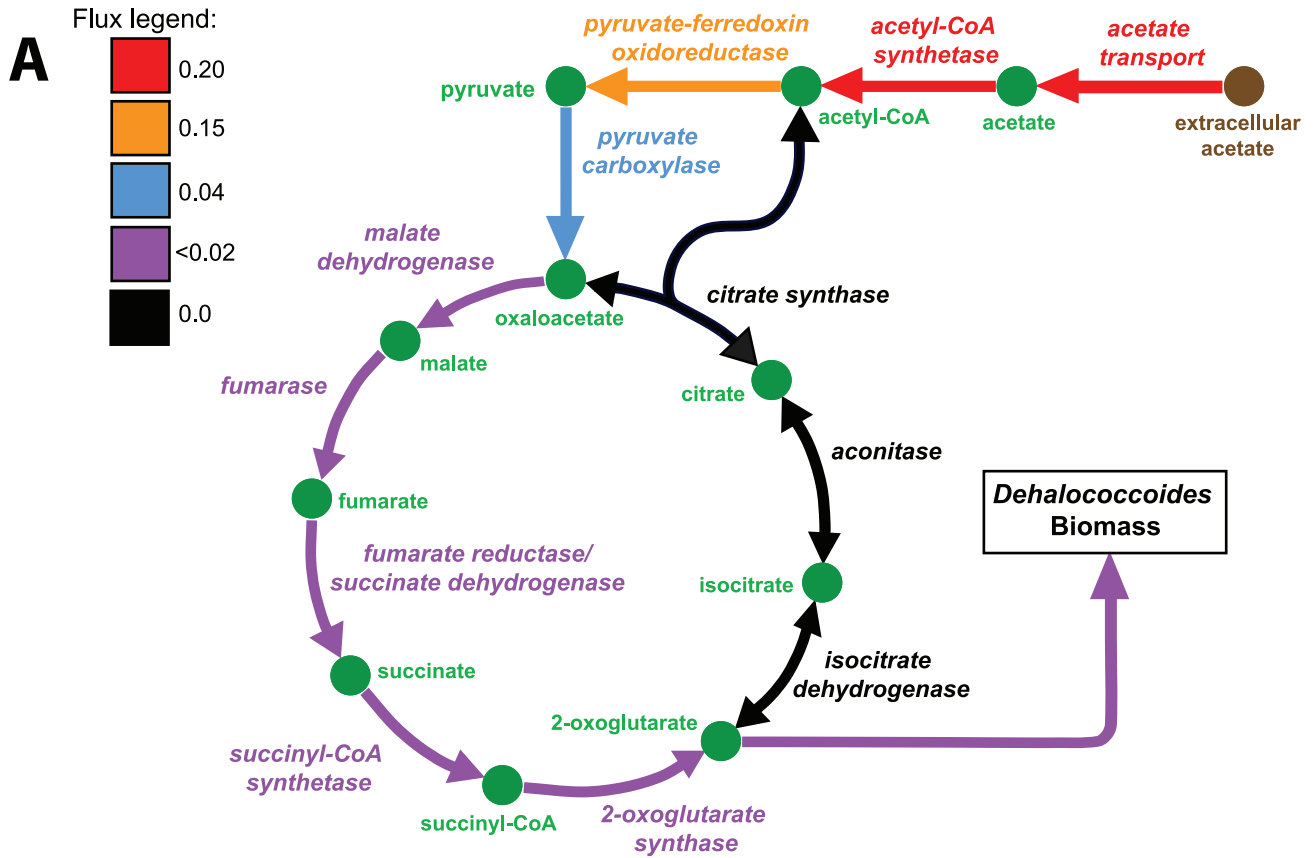 A
Flux legend:
0.20
0.15
0.04
<0.02
0.0
pyruvate-ferredoxin
oxidoreductase
acetyl-CoA
synthetase
acetate
transport
pyruvate
acetyl-CoA
acetate
extracellular
acetate
pyruvate
carboxylase
malate
dehydrogenase
oxaloacetate
citrate synthase
malate
fumarase
citrate
aconitase
fumarate
Dehalococcoides
Biomass
fumarate reductase/
succinate dehydrogenase
isocitrate
succinate
isocitrate
dehydrogenase
2-oxoglutarate
succinyl-CoA
synthetase
succinyl-CoA
2-oxoglutarate
synthase